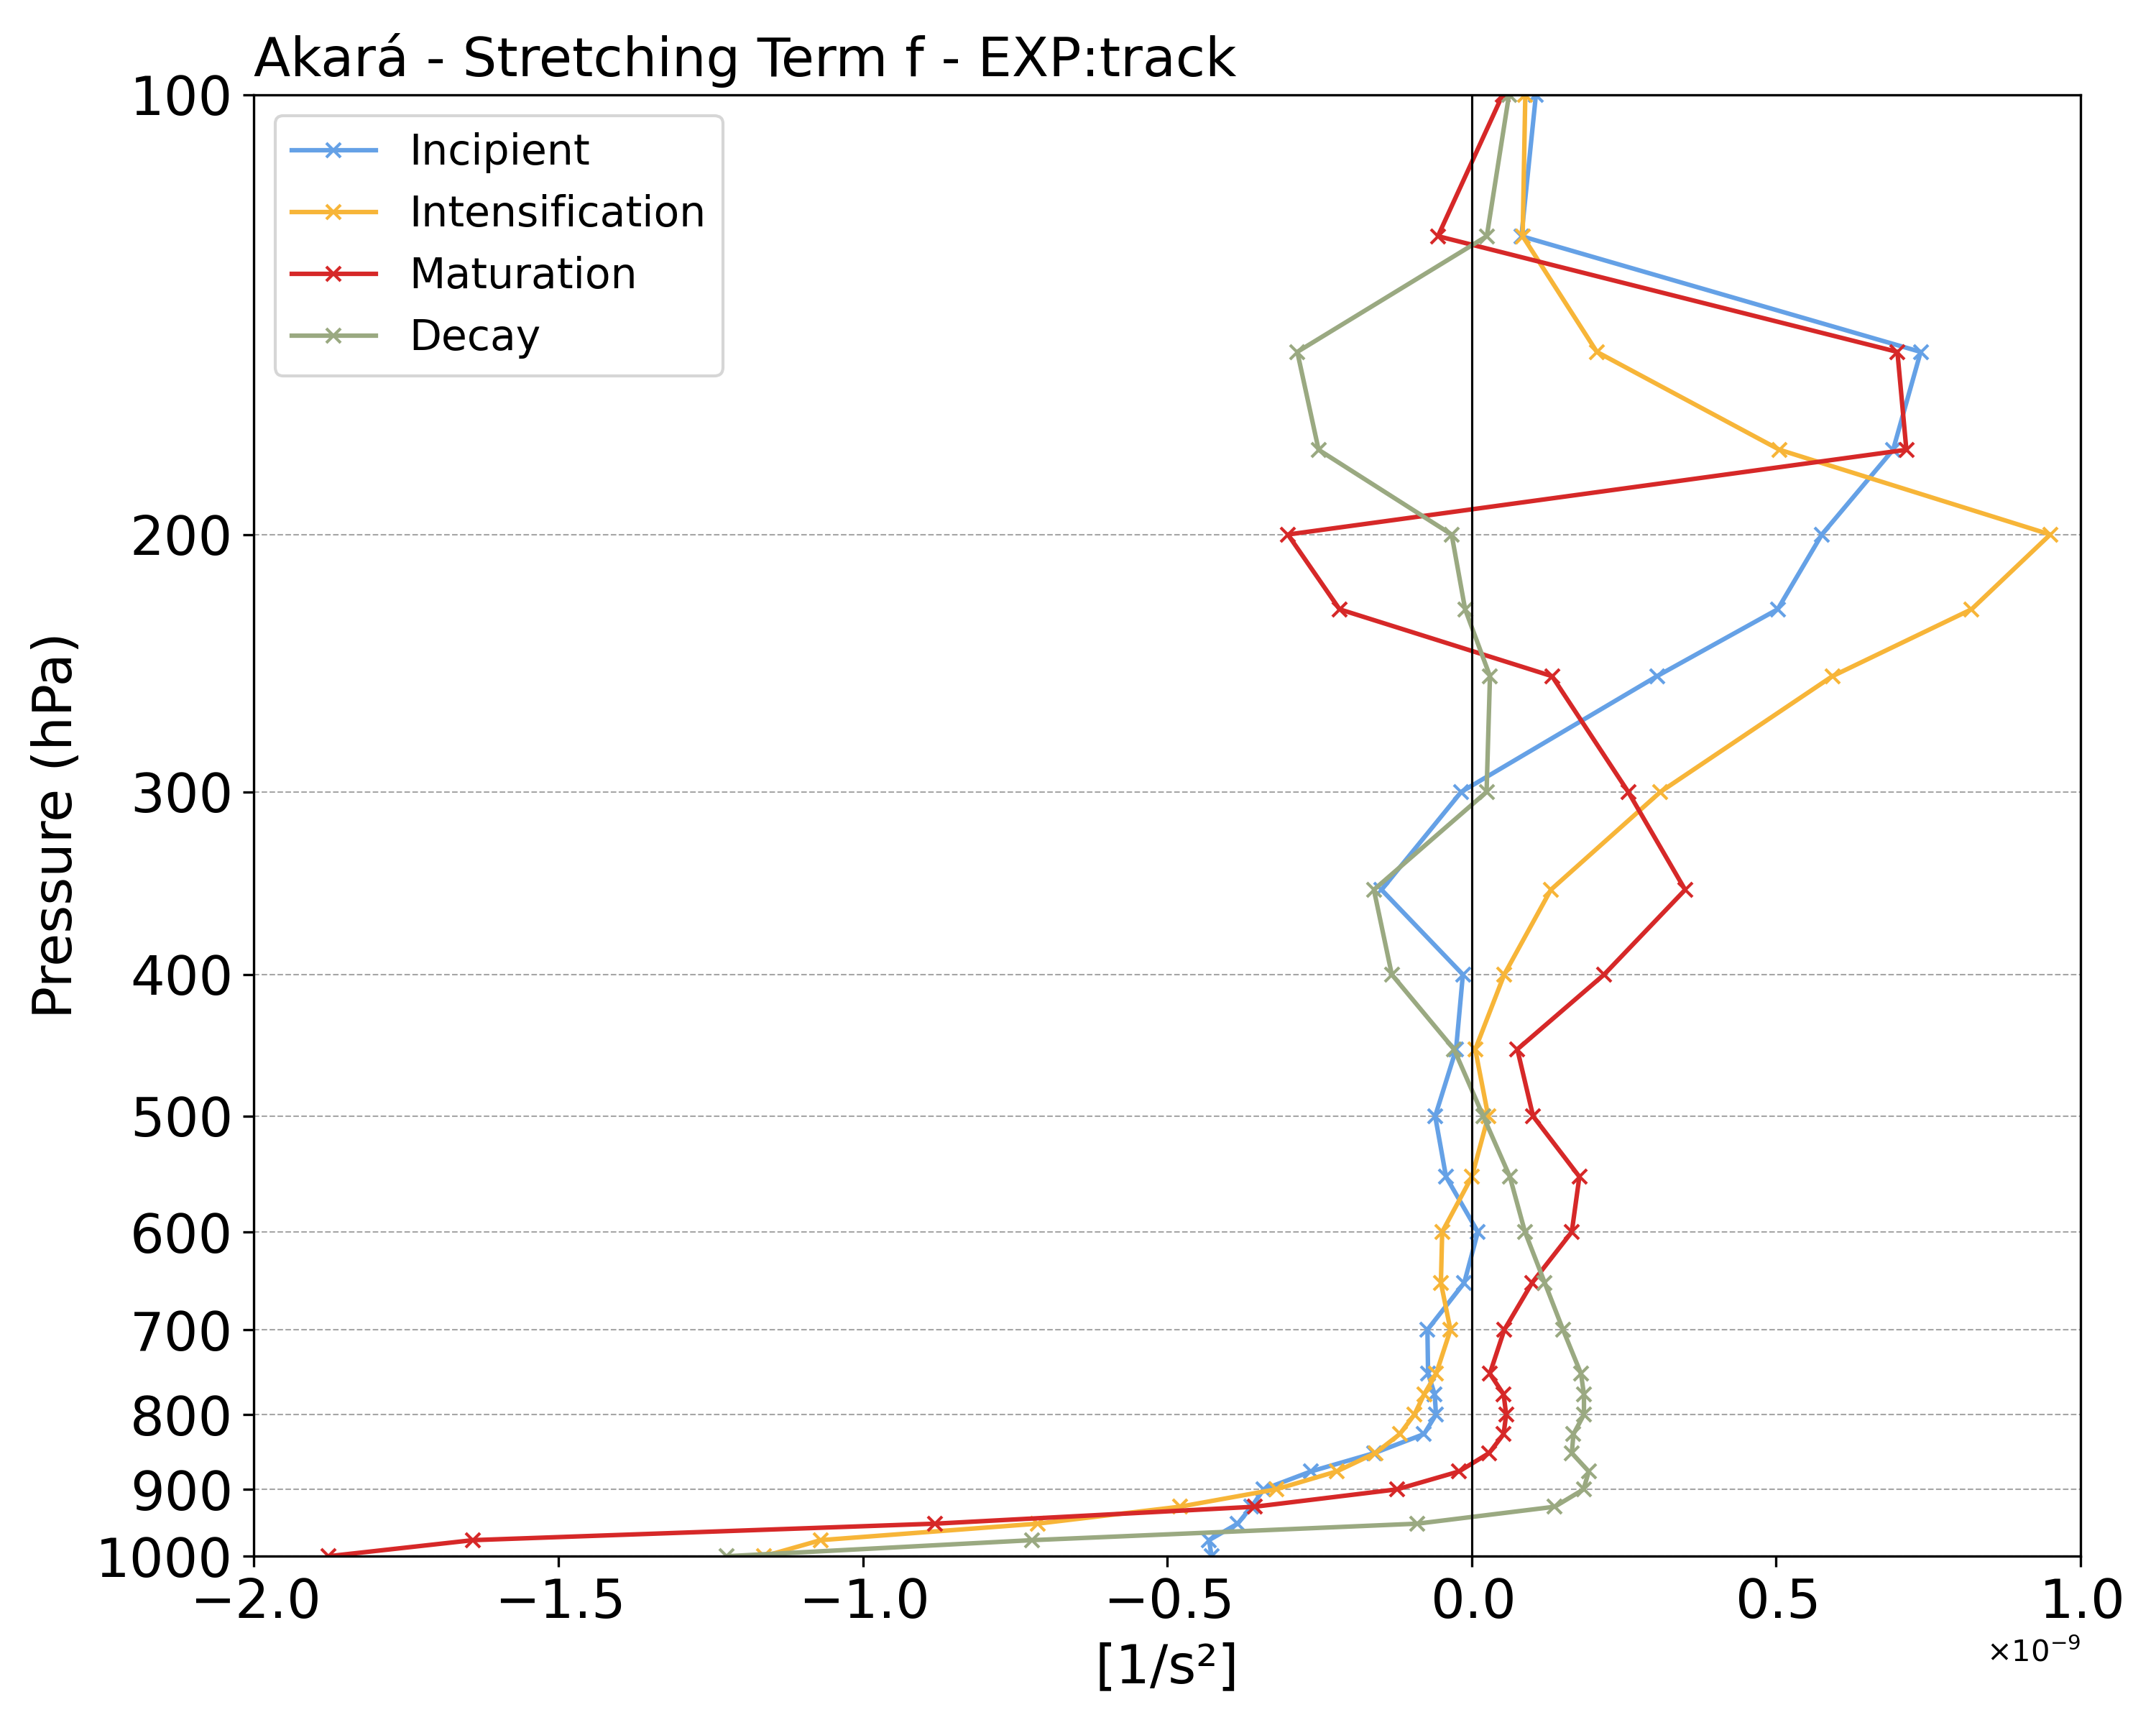 Akará - Stretching Term f - EXP:track
Incipient
Intensification
Maturation
Decay
Pressure (hPa)
100
200
300
400
500
600
700
800
900
1000
−2.0 −1.5 −1.0 −0.5 0.0 0.5 1.0
[1/s²]
×10⁻⁹